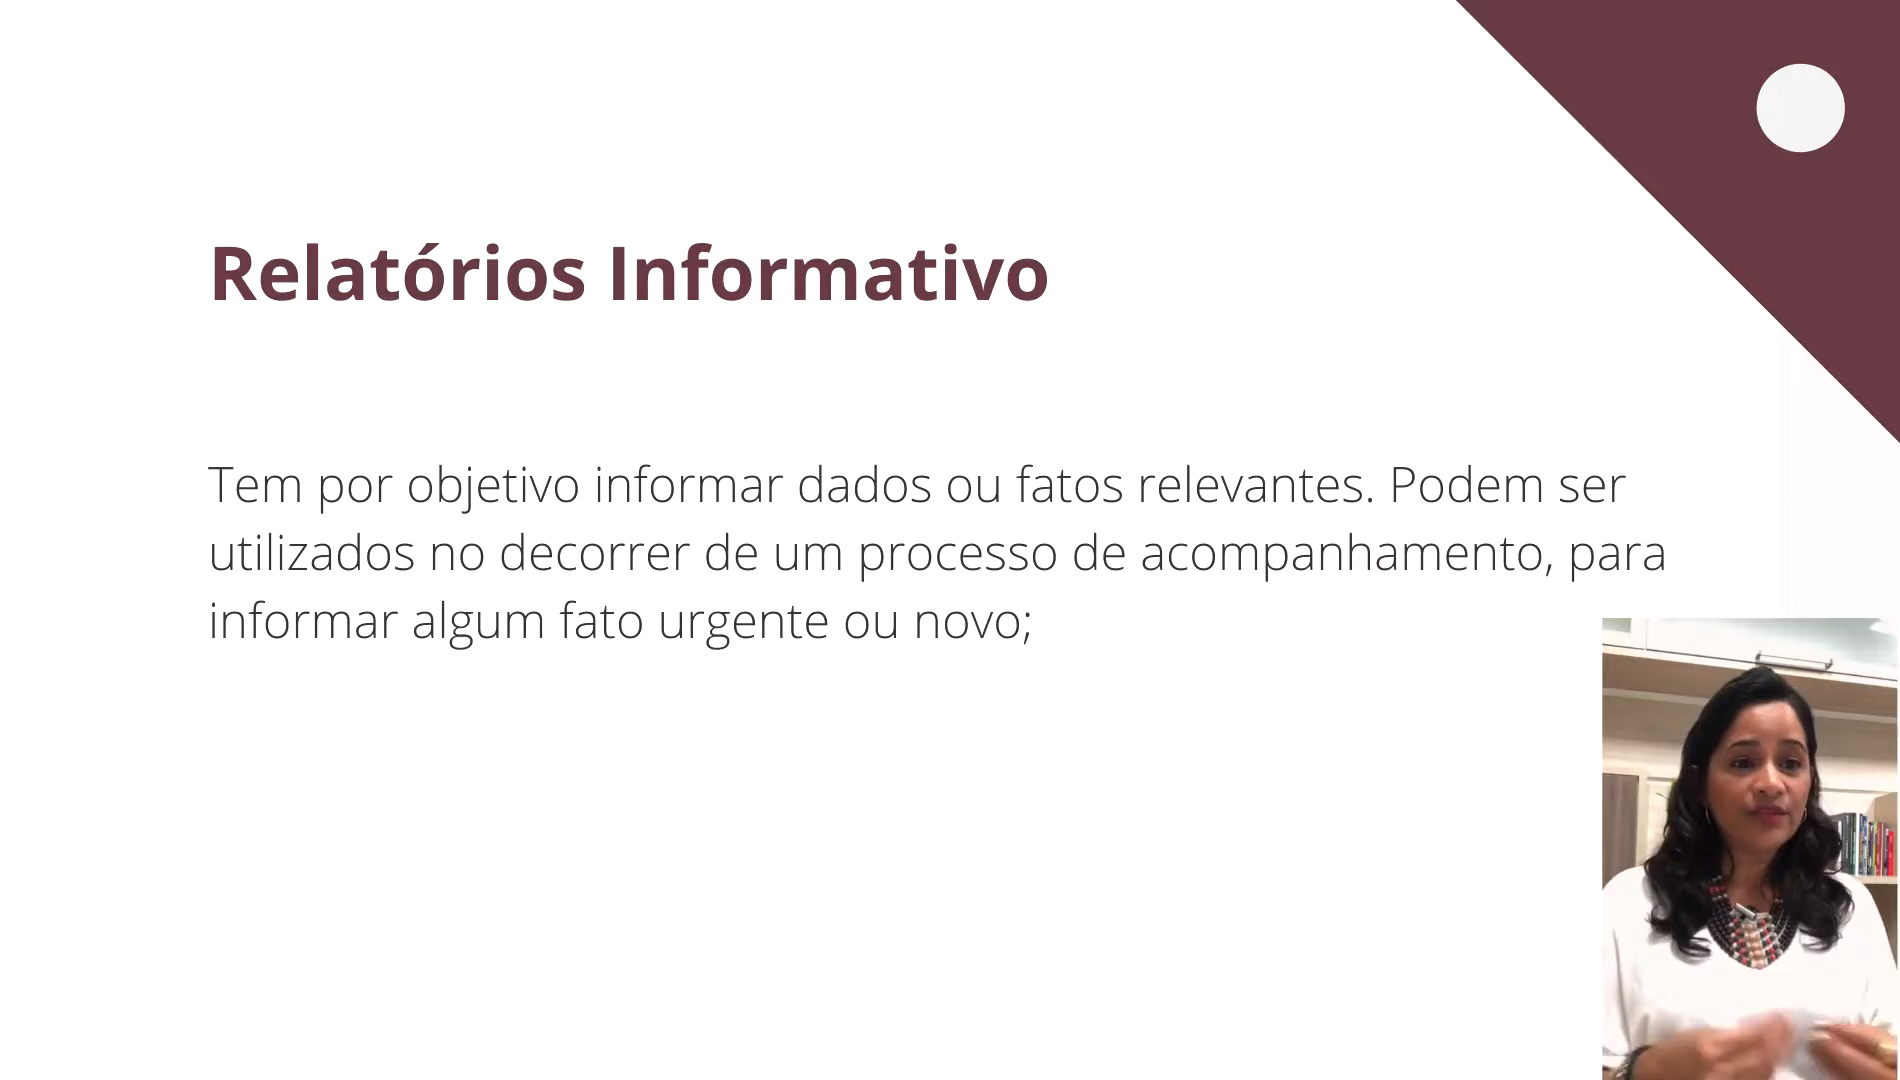 Relatórios Informativo
Tem por objetivo informar dados ou fatos relevantes. Podem ser
utilizados no decorrer de um processo de acompanhamento, para
informar algum fato urgente ou novo;